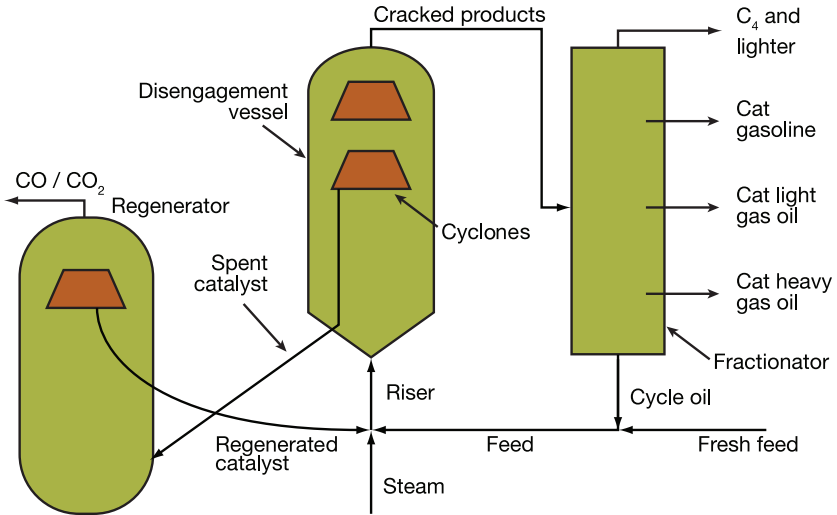 Cracked products
C₄ and
lighter
Disengagement
vessel
Cat
gasoline
CO / CO₂
Regenerator
Cat light
gas oil
Cyclones
Spent
catalyst
Cat heavy
gas oil
Fractionator
Riser
Cycle oil
Regenerated
catalyst
Feed
Fresh feed
Steam